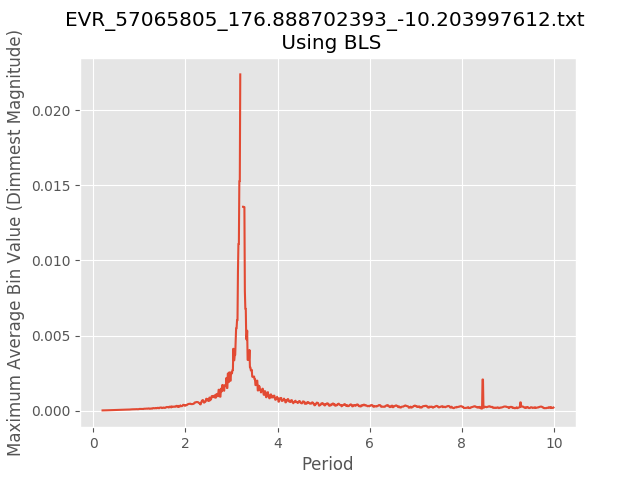 EVR_57065805_176.888702393_-10.203997612.txt
Using BLS
Maximum Average Bin Value (Dimmest Magnitude)
0.020
0.015
0.010
0.005
0.000
0
2
4
6
8
10
Period